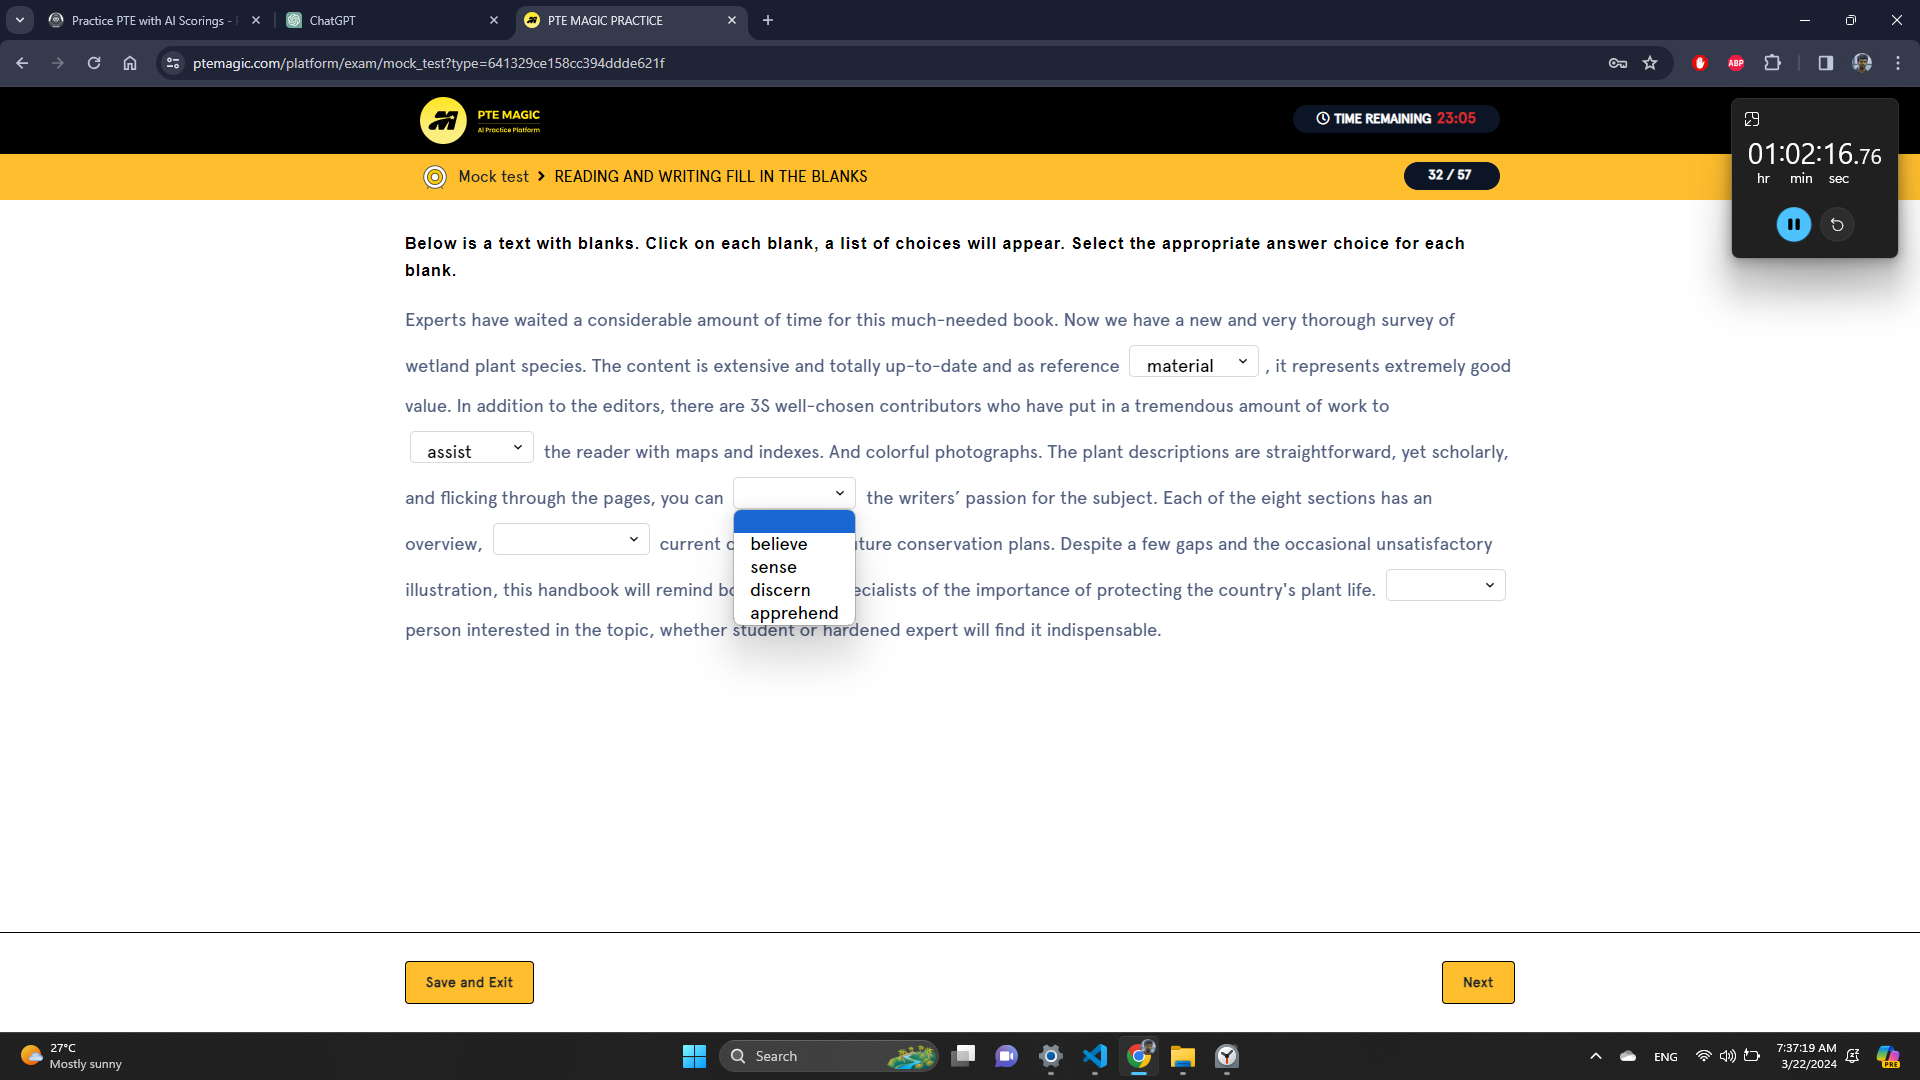 Practice PTE with AI Scorings -
ChatGPT
PTE MAGIC PRACTICE
ptemagic.com/platform/exam/mock_test?type=641329ce158cc394ddde621f
ABP
PTE MAGIC
AI Practice Platform
TIME REMAINING 23:05
01:02:16.76
hr min sec
Mock test > READING AND WRITING FILL IN THE BLANKS
32 / 57
Below is a text with blanks. Click on each blank, a list of choices will appear. Select the appropriate answer choice for each
blank.
Experts have waited a considerable amount of time for this much-needed book. Now we have a new and very thorough survey of
wetland plant species. The content is extensive and totally up-to-date and as reference material , it represents extremely good
value. In addition to the editors, there are 3S well-chosen contributors who have put in a tremendous amount of work to
assist the reader with maps and indexes. And colorful photographs. The plant descriptions are straightforward, yet scholarly,
and flicking through the pages, you can the writers’ passion for the subject. Each of the eight sections has an
overview, current ture conservation plans. Despite a few gaps and the occasional unsatisfactory
believe
sense
discern
apprehend
illustration, this handbook will remind ecialists of the importance of protecting the country's plant life.
person interested in the topic, whether student or hardened expert will find it indispensable.
Save and Exit
Next
27°C
Mostly sunny
Search
ENG
7:37:19 AM
3/22/2024
PRE